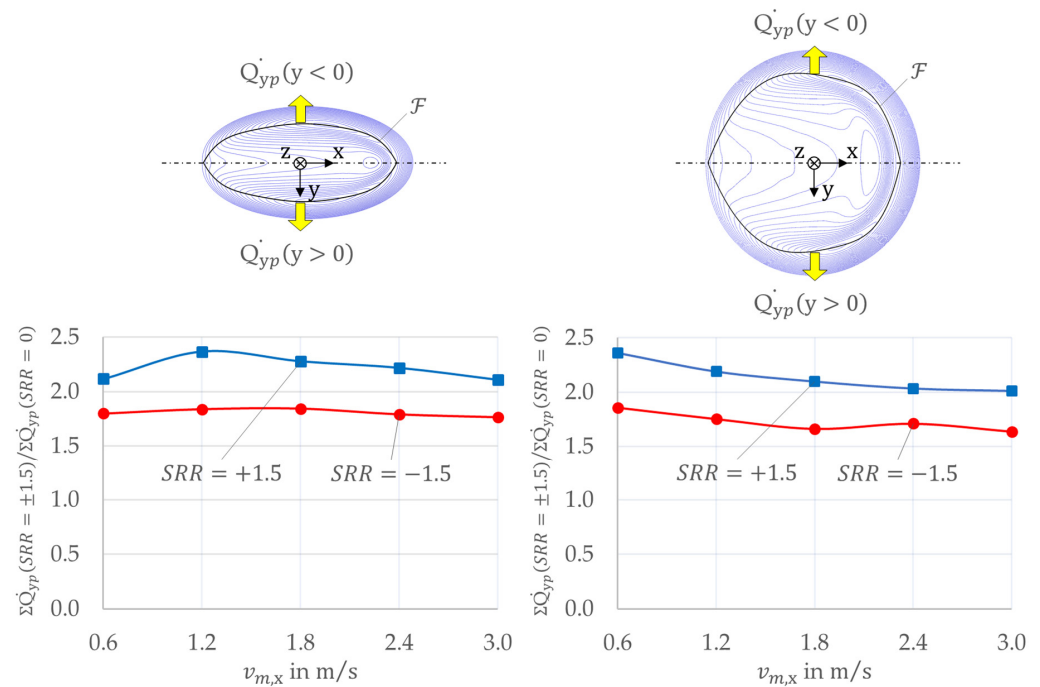 Q̇yp(y < 0)
ℱ
z
x
y
Q̇yp(y > 0)
ΣQ̇yp(SRR = ±1.5)/ΣQ̇yp(SRR = 0)
2.5
2.0
1.5
1.0
0.5
0.0
SRR = +1.5
SRR = −1.5
0.6 1.2 1.8 2.4 3.0
vm,x in m/s
Q̇yp(y < 0)
ℱ
z
x
y
Q̇yp(y > 0)
ΣQ̇yp(SRR = ±1.5)/ΣQ̇yp(SRR = 0)
2.5
2.0
1.5
1.0
0.5
0.0
SRR = +1.5
SRR = −1.5
0.6 1.2 1.8 2.4 3.0
vm,x in m/s